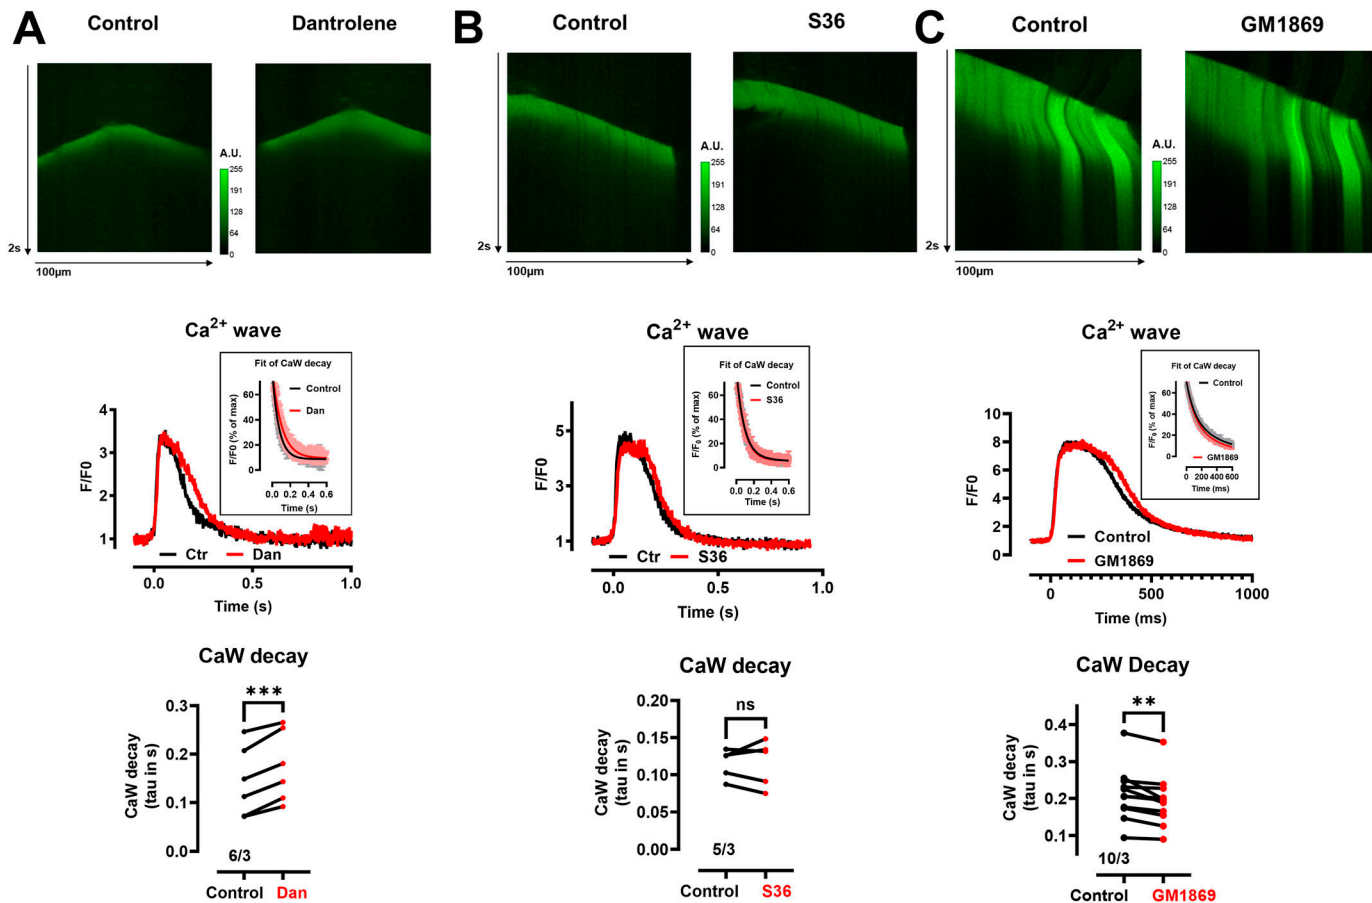 A
Control
Dantrolene
B
Control
S36
C
Control
GM1869
A.U.
255
191
128
64
0
2s
100µm
A.U.
255
191
128
64
0
2s
100µm
A.U.
255
191
128
64
0
2s
100µm
Ca2+ wave
Fit of CaW decay
F/F0 (% of max)
60
40
20
0
Control
Dan
0.0 0.2 0.4 0.6
Time (s)
F/F0
4
3
2
1
Ctr Dan
0.0 0.5 1.0
Time (s)
Ca2+ wave
Fit of CaW decay
F/F0 (% of max)
60
40
20
0
Control
S36
0.0 0.2 0.4 0.6
Time (s)
F/F0
5
3
1
Ctr S36
0.0 0.5 1.0
Time (s)
Ca2+ wave
Fit of CaW decay
F/F0 (% of max)
60
40
20
0
Control
GM1869
0 200 400 600
Time (ms)
F/F0
10
8
6
4
2
0
Control
GM1869
0 500 1000
Time (ms)
CaW decay
***
CaW decay
(tau in s)
0.3
0.2
0.1
0.0
6/3
Control Dan
CaW decay
ns
CaW decay
(tau in s)
0.20
0.15
0.10
0.05
0.00
5/3
Control S36
CaW Decay
**
CaW decay
(tau in s)
0.4
0.3
0.2
0.1
10/3
Control GM1869